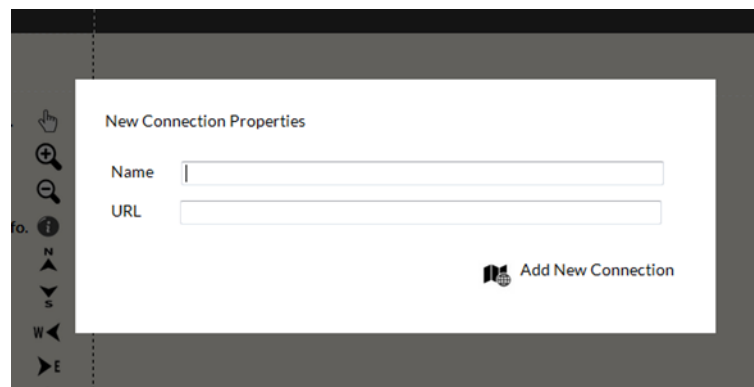 New Connection Properties
Name
URL
Add New Connection
fo.
N
S
W
E